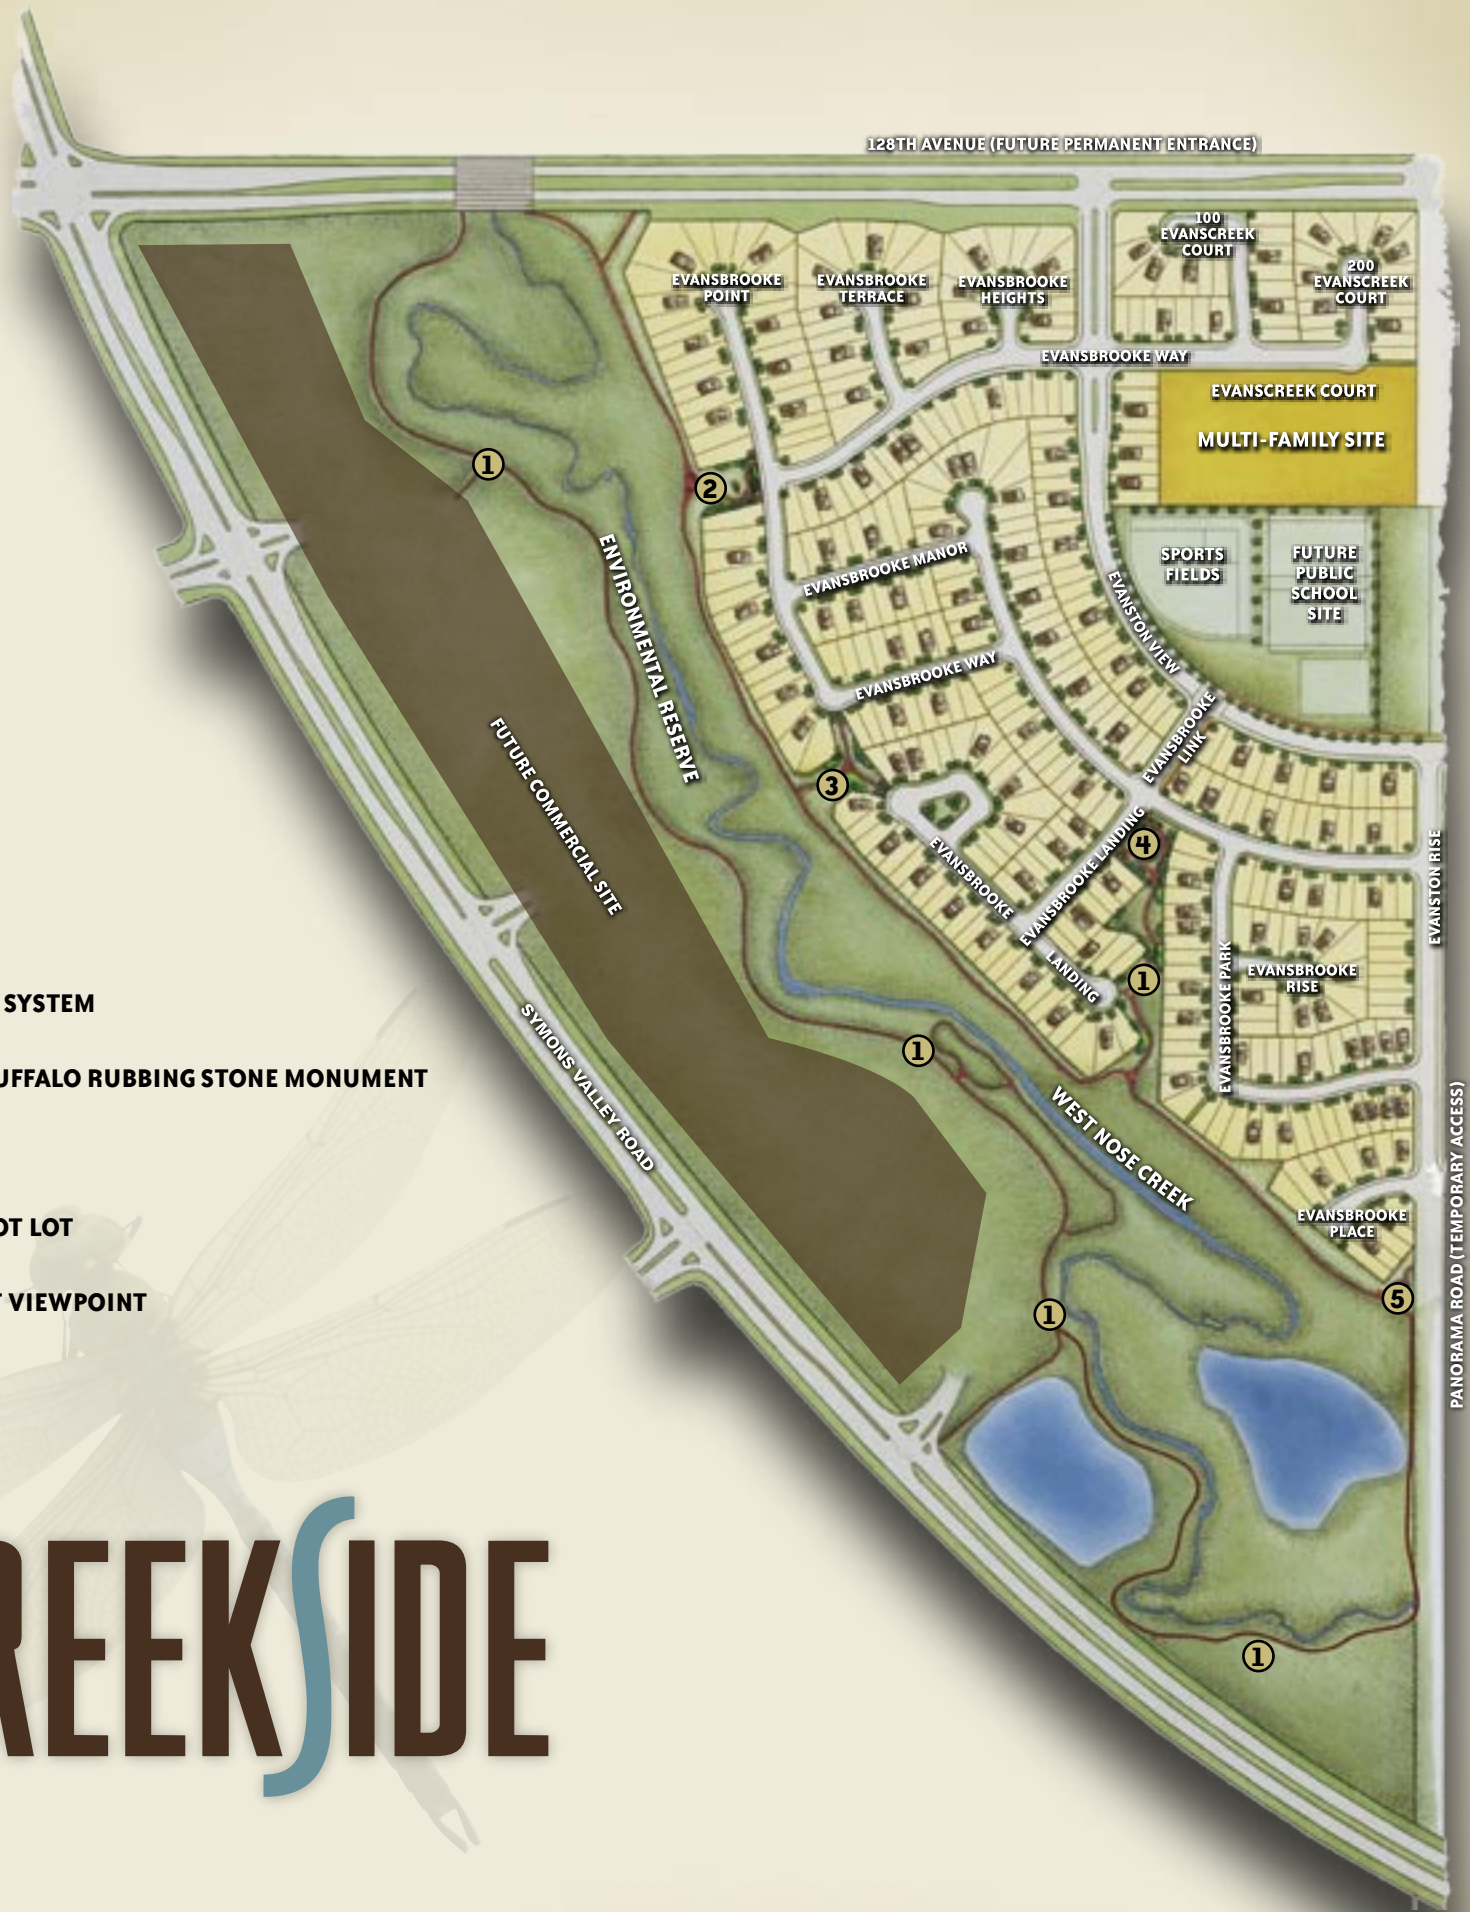 128TH AVENUE (FUTURE PERMANENT ENTRANCE)
100
EVANSCREEK
COURT
200
EVANSCREEK
COURT
EVANSBROOKE
POINT
EVANSBROOKE
TERRACE
EVANSBROOKE
HEIGHTS
EVANSBROOKE WAY
EVANSCREEK COURT
MULTI-FAMILY SITE
1
2
SPORTS
FIELDS
FUTURE
PUBLIC
SCHOOL
SITE
ENVIRONMENTAL RESERVE
EVANSBROOKE MANOR
EVANSTON VIEW
EVANSBROOKE WAY
EVANSBROOKE
LINK
FUTURE COMMERCIAL SITE
3
4
EVANSBROOKE LANDING
EVANSBROOKE
LANDING
EVANSTON RISE
EVANSBROOKE PARK
EVANSBROOKE
RISE
1
SYSTEM
SYMONS VALLEY ROAD
1
UFFALO RUBBING STONE MONUMENT
WEST NOSE CREEK
PANORAMA ROAD (TEMPORARY ACCESS)
EVANSBROOKE
PLACE
OT LOT
VIEWPOINT
1
5
REEKSIDE
1